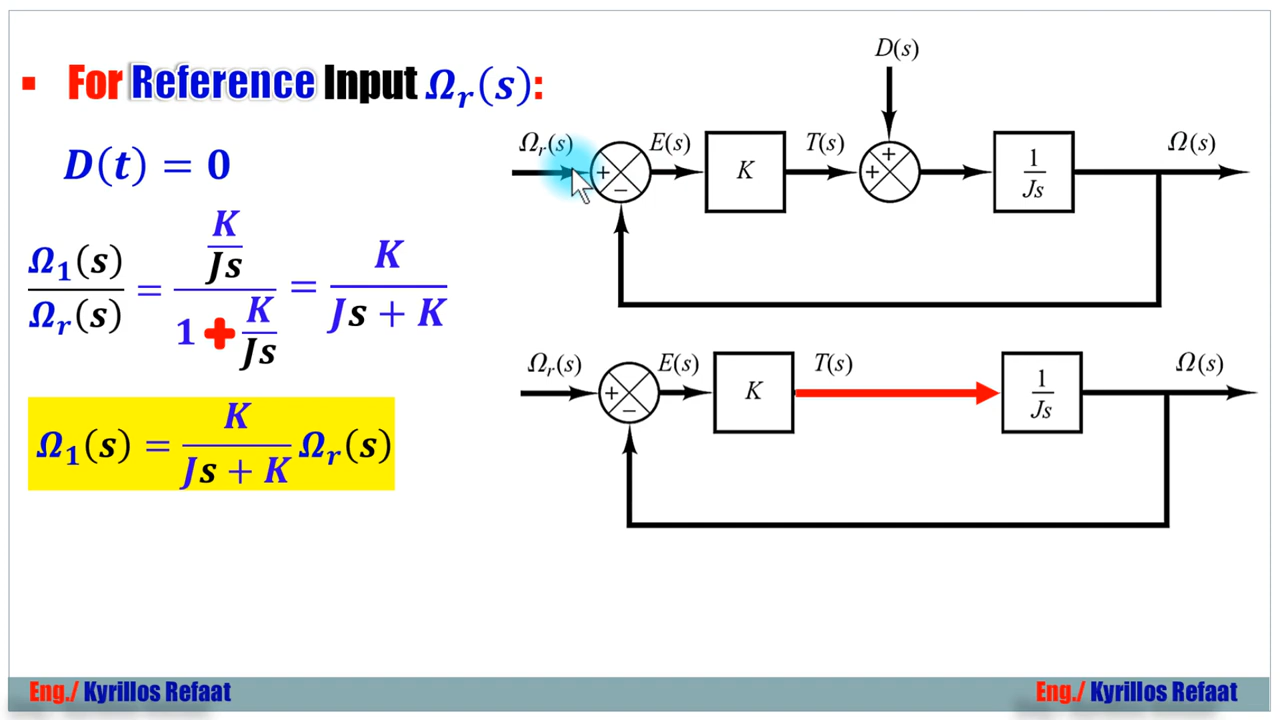 ▪ For Reference Input Ω_r(s):
D(t) = 0
Ω_1(s)/Ω_r(s) = (K/Js)/(1 + K/Js) = K/(Js + K)
Ω_1(s) = K/(Js + K) Ω_r(s)
D(s)
Ω_r(s) E(s) T(s) Ω(s)
+ − K + + 1/Js
Ω_r(s) E(s) T(s) Ω(s)
+ − K 1/Js
Eng./ Kyrillos Refaat
Eng./ Kyrillos Refaat